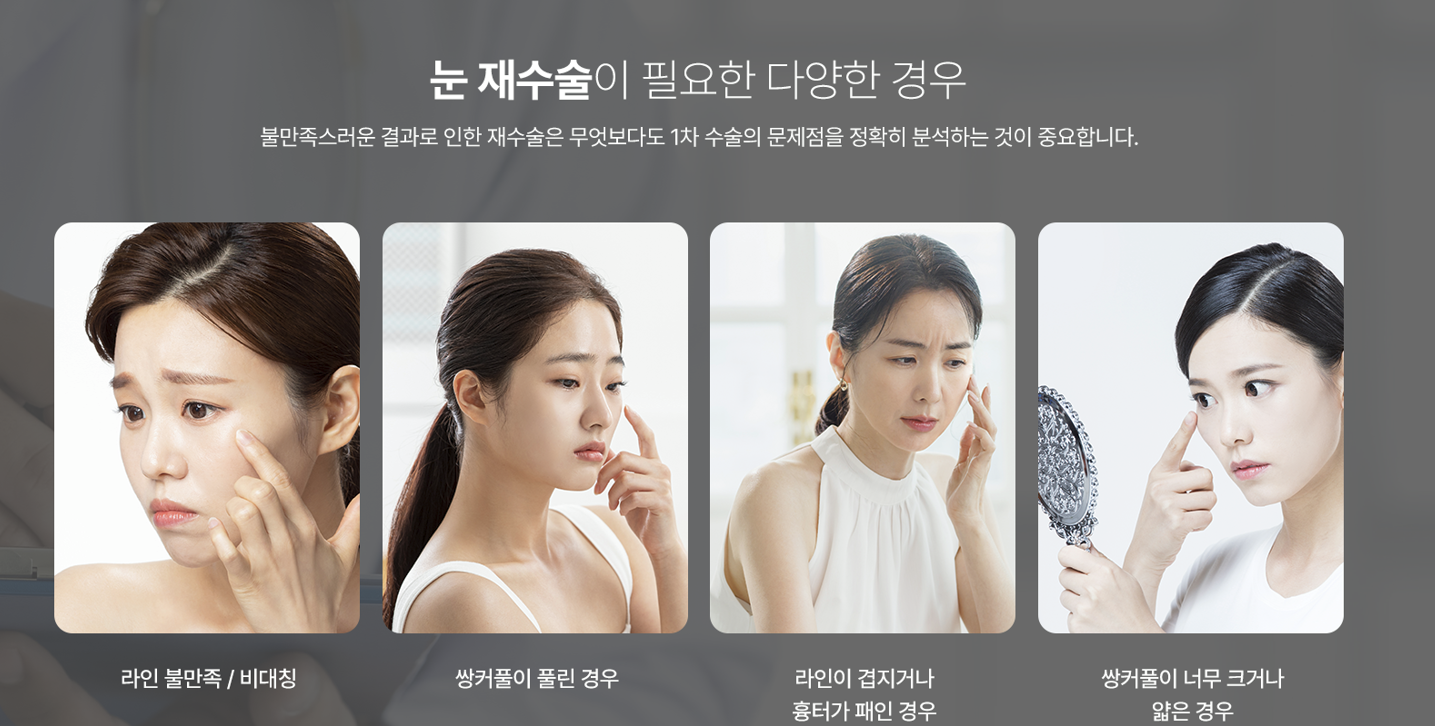 눈 재수술이 필요한 다양한 경우
불만족스러운 결과로 인한 재수술은 무엇보다도 1차 수술의 문제점을 정확히 분석하는 것이 중요합니다.
라인 불만족 / 비대칭
쌍커풀이 풀린 경우
라인이 겹지거나
흉터가 패인 경우
쌍커풀이 너무 크거나
얇은 경우